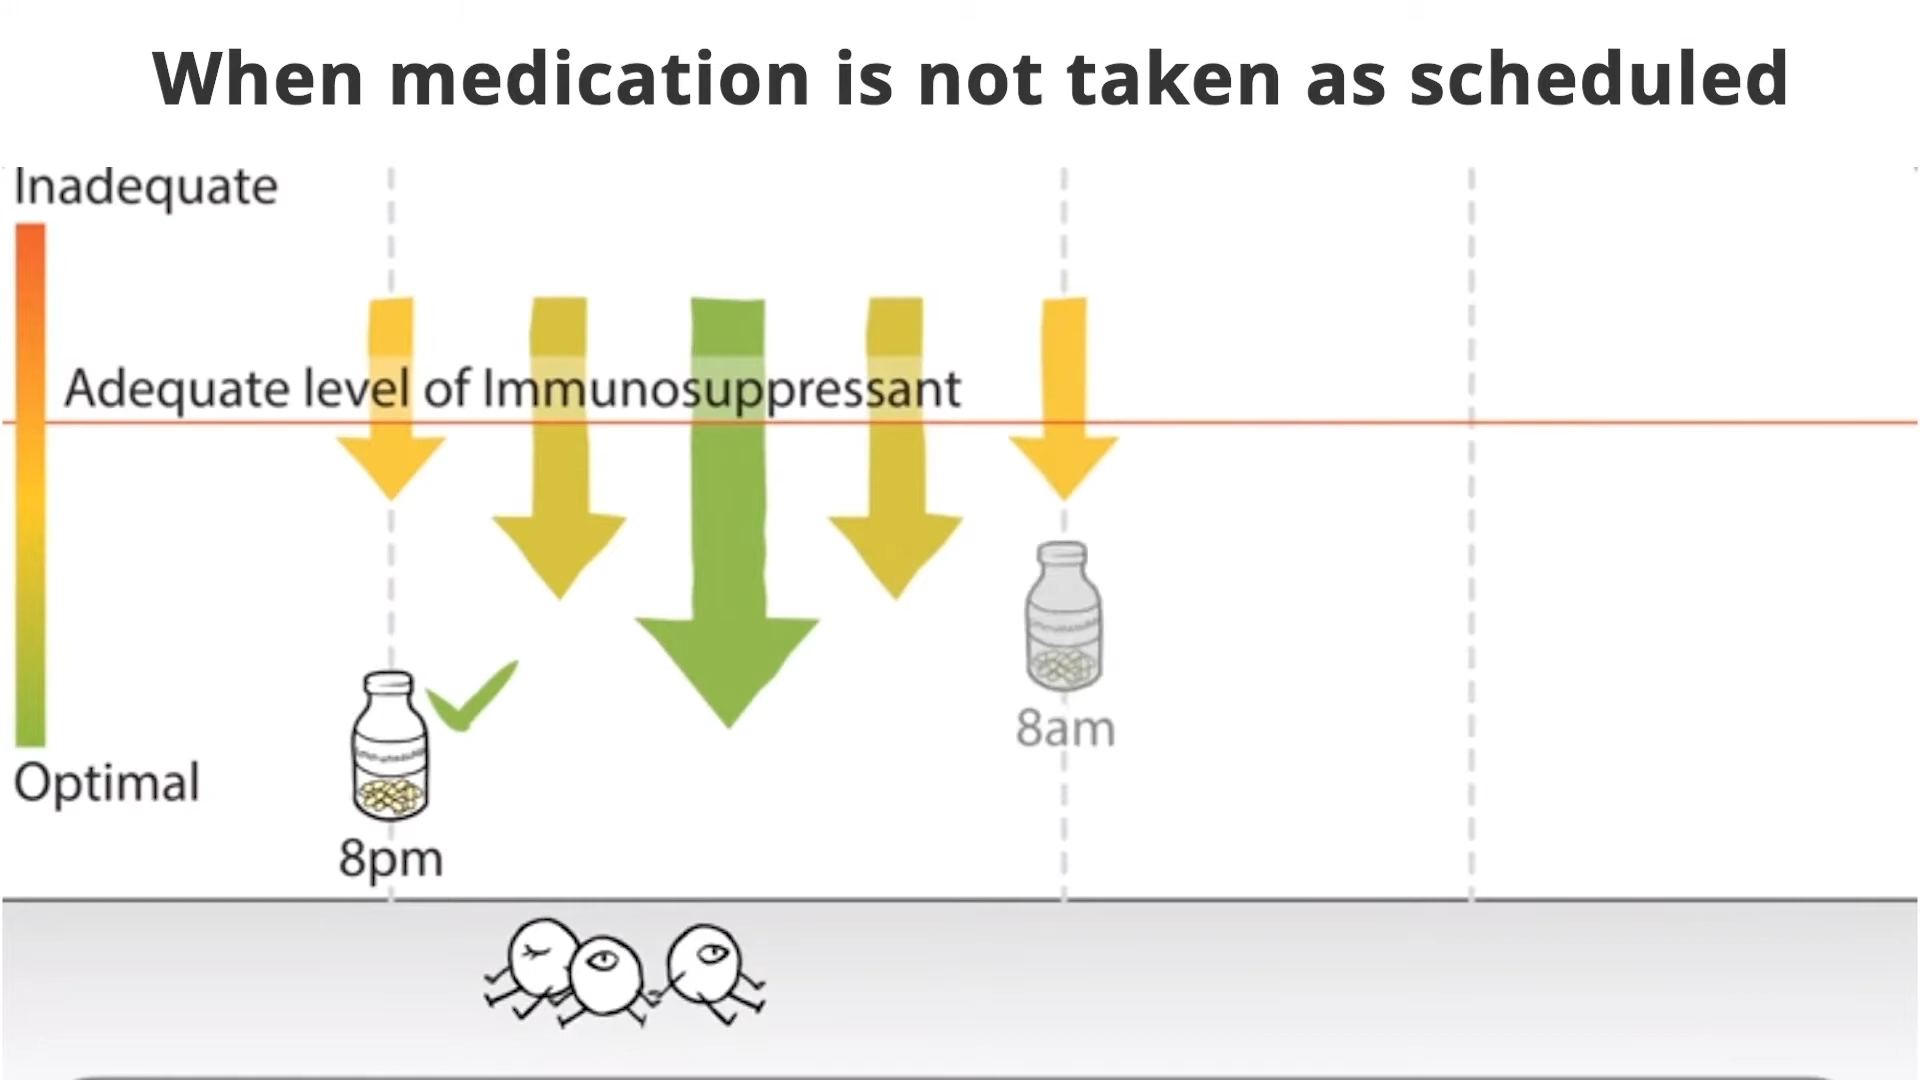 When medication is not taken as scheduled
Inadequate
Adequate level of Immunosuppressant
8am
Optimal
8pm